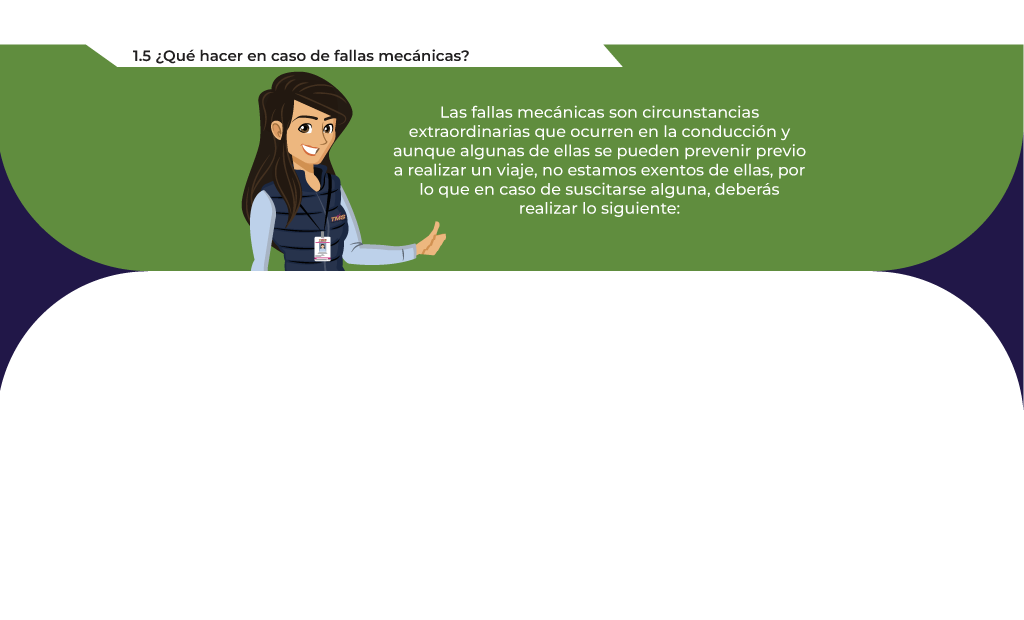 1.5 ¿Qué hacer en caso de fallas mecánicas?
Las fallas mecánicas son circunstancias
extraordinarias que ocurren en la conducción y
aunque algunas de ellas se pueden prevenir previo
a realizar un viaje, no estamos exentos de ellas, por
lo que en caso de suscitarse alguna, deberás
realizar lo siguiente: